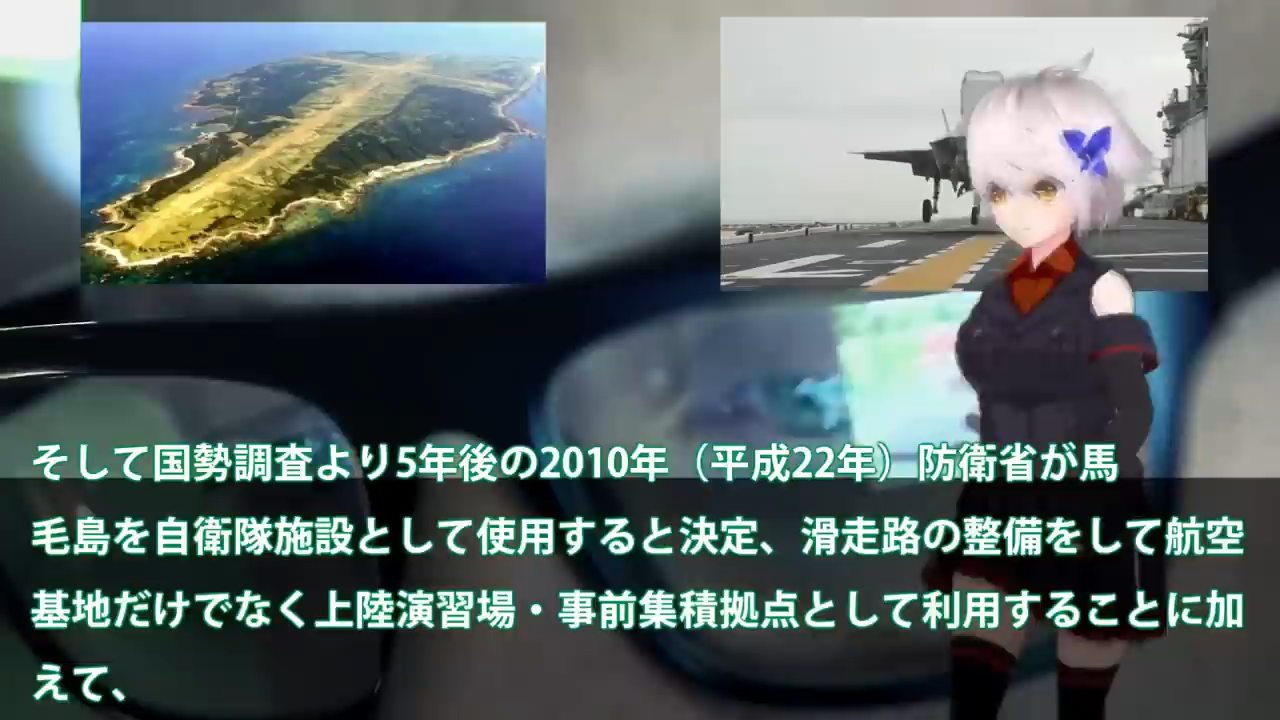 そして国勢調査より5年後の2010年（平成22年）防衛省が馬
毛島を自衛隊施設として使用すると決定、滑走路の整備をして航空
基地だけでなく上陸演習場・事前集積拠点として利用することに加
えて、